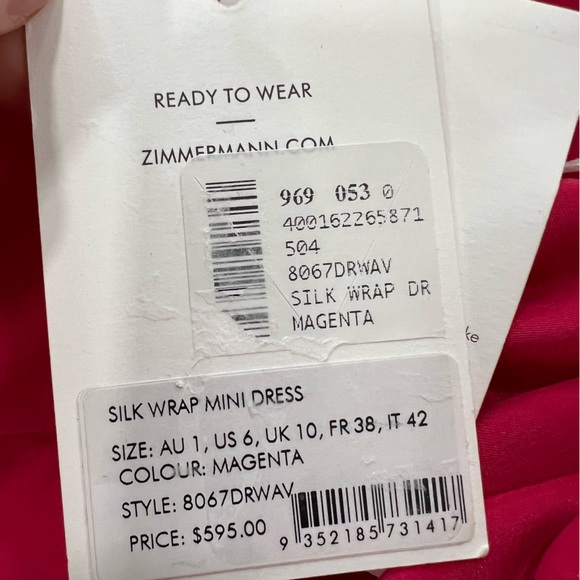 READY TO WEAR
ZIMMERMANN.COM
969 053 0
400162265871
504
8067DRWAV
SILK WRAP DR
MAGENTA
SILK WRAP MINI DRESS
SIZE: AU 1, US 6, UK 10, FR 38, IT 42
COLOUR: MAGENTA
STYLE: 8067DRWAV
PRICE: $595.00
9 352185 731417